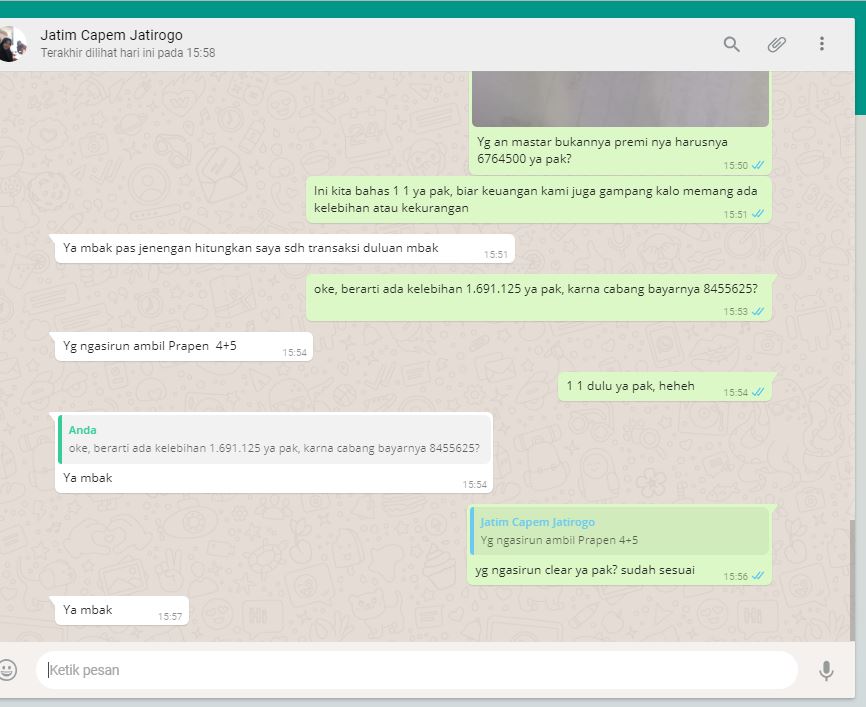 Jatim Capem Jatirogo
Terakhir dilihat hari ini pada 15:58
Yg an mastar bukannya premi nya harusnya
6764500 ya pak?
15:50
Ini kita bahas 1 1 ya pak, biar keuangan kami juga gampang kalo memang ada
kelebihan atau kekurangan
15:51
Ya mbak pas jenengan hitungkan saya sdh transaksi duluan mbak
15:51
oke, berarti ada kelebihan 1.691.125 ya pak, karna cabang bayarnya 8455625?
15:53
Yg ngasirun ambil Prapen 4+5
15:54
1 1 dulu ya pak, heheh
15:54
Anda
oke, berarti ada kelebihan 1.691.125 ya pak, karna cabang bayarnya 8455625?
Ya mbak
15:54
Jatim Capem Jatirogo
Yg ngasirun ambil Prapen 4+5
yg ngasirun clear ya pak? sudah sesuai
15:56
Ya mbak
15:57
Ketik pesan